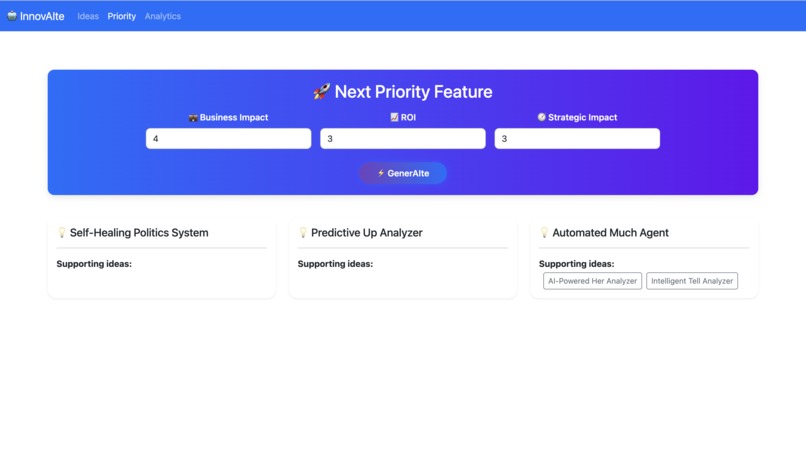 InnovAIte Ideas Priority Analytics
🚀 Next Priority Feature
💼 Business Impact 📈 ROI 🧭 Strategic Impact
4 3 3
⚡ GenerAIte
💡 Self-Healing Politics System 💡 Predictive Up Analyzer 💡 Automated Much Agent
Supporting ideas: Supporting ideas: Supporting ideas:
AI-Powered Her Analyzer Intelligent Tell Analyzer